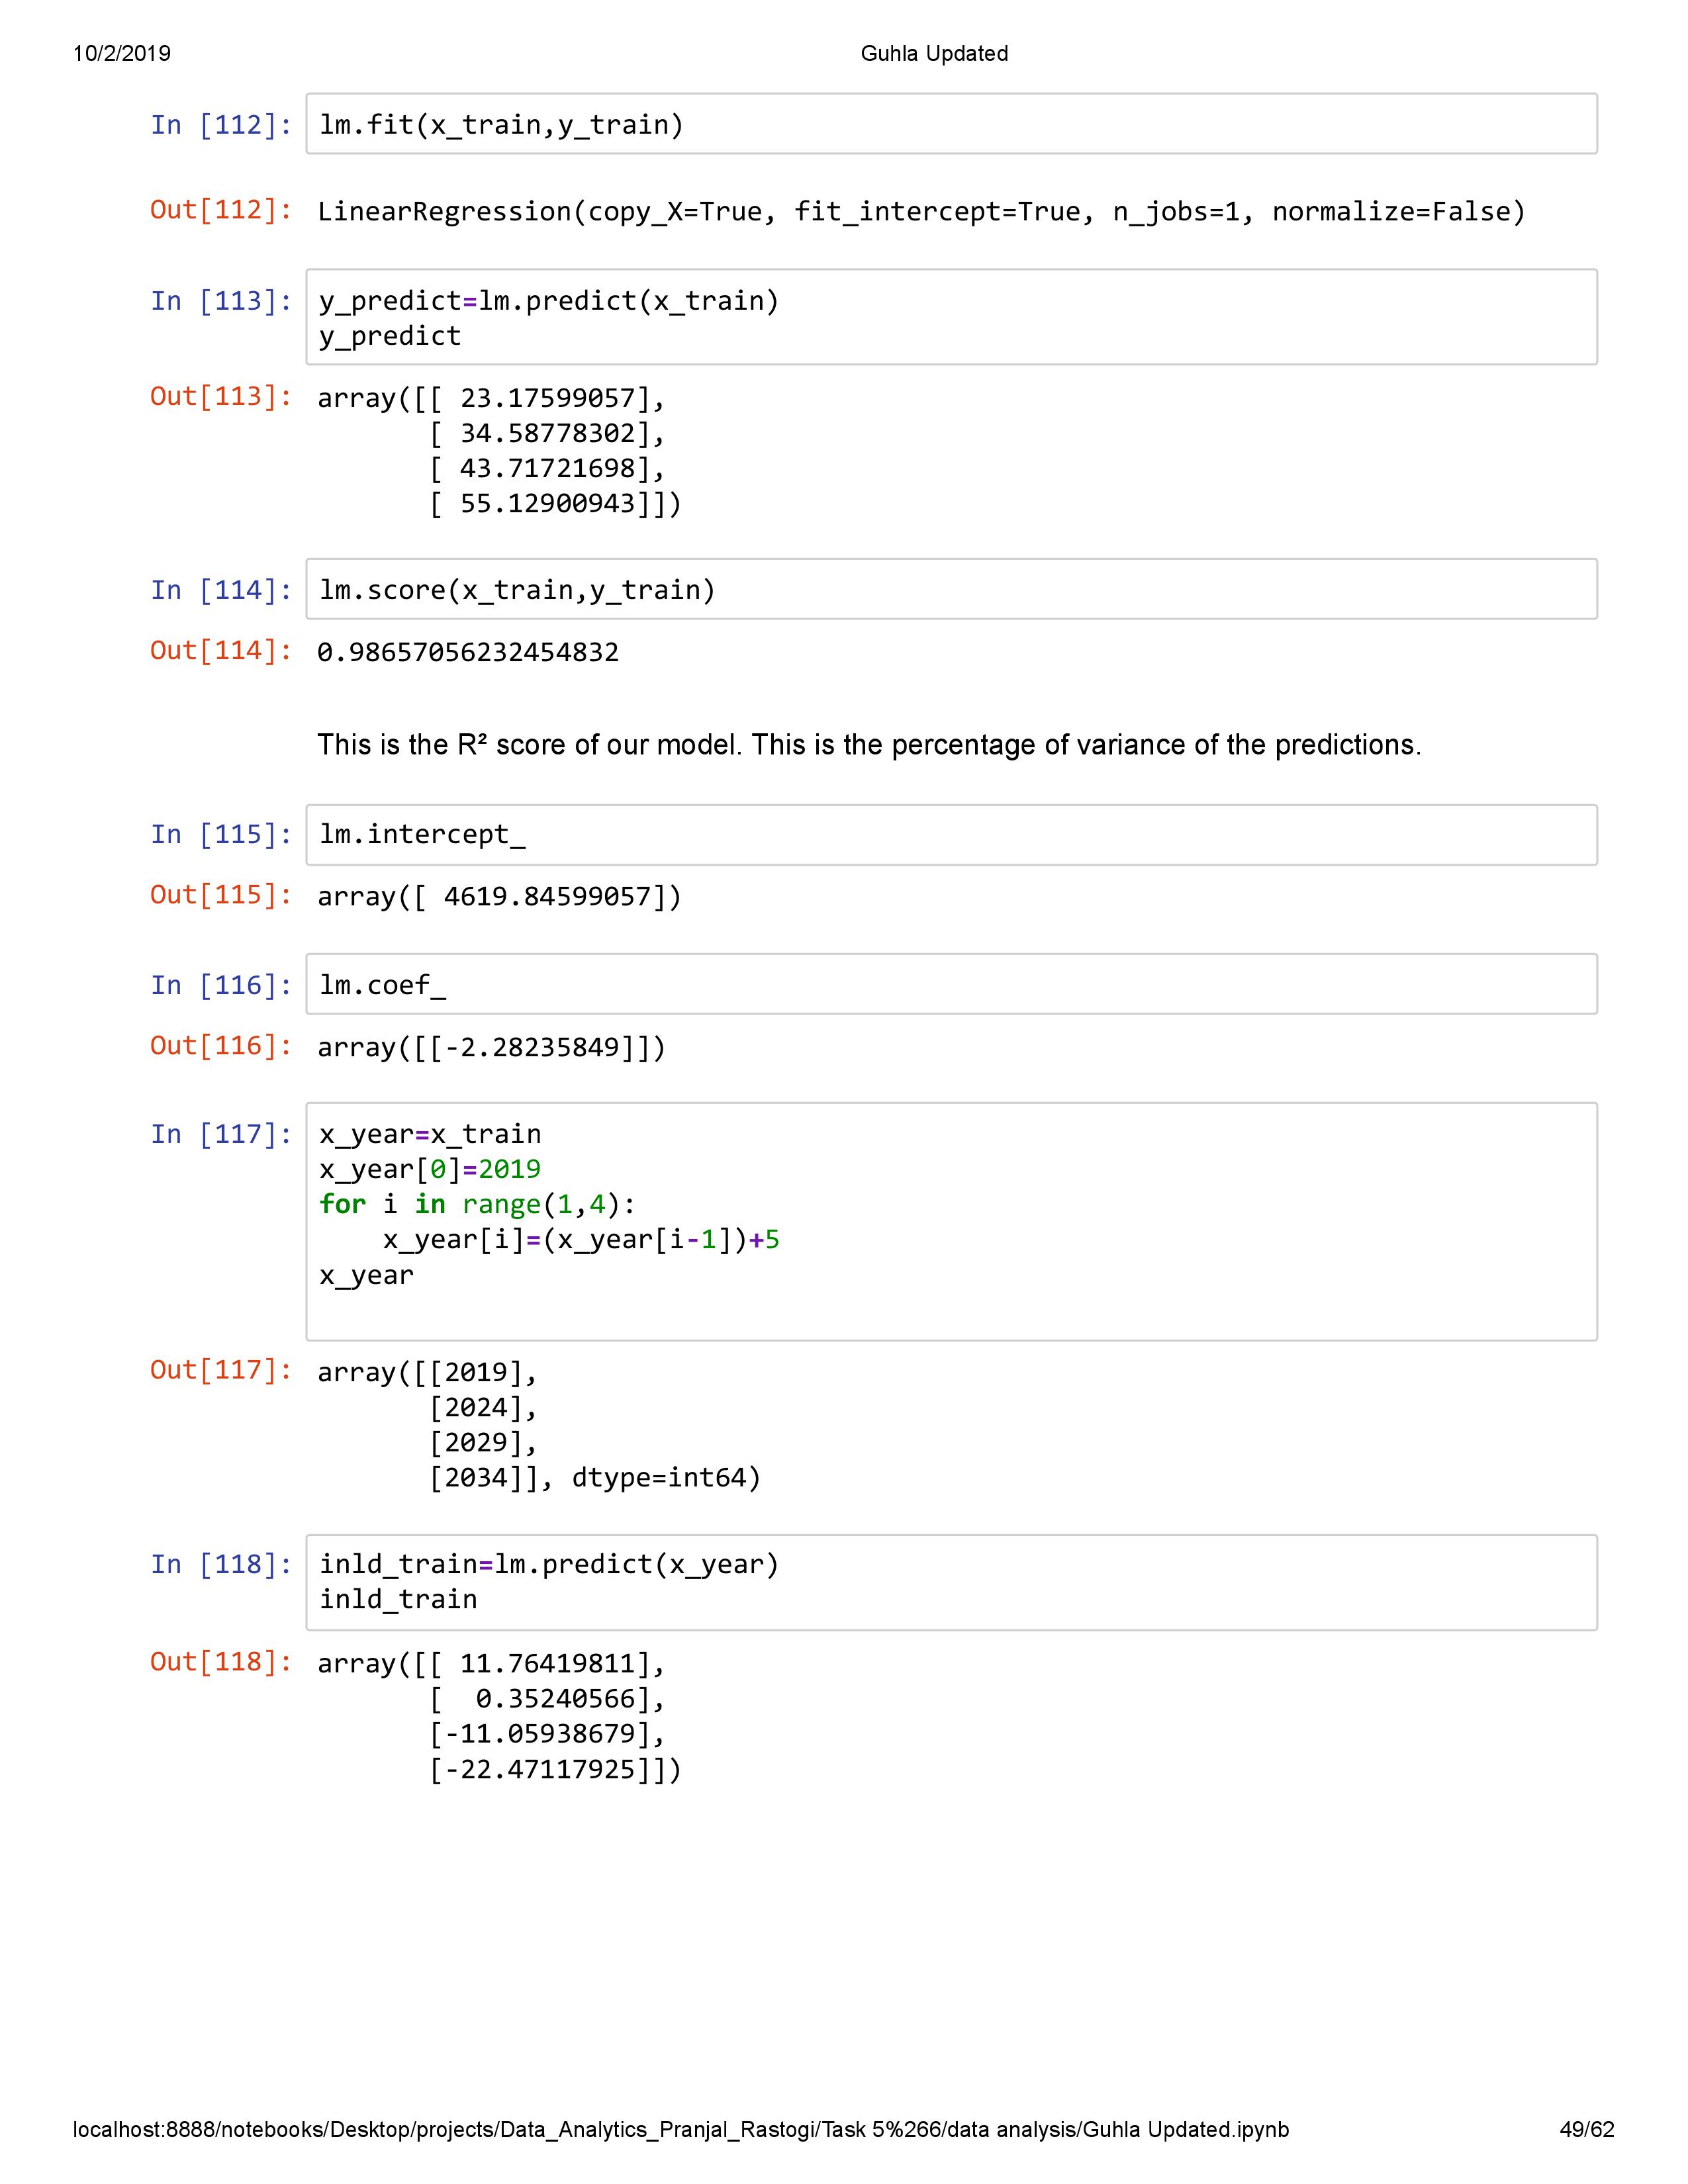 10/2/2019 Guhla Updated
In [112]: lm.fit(x_train,y_train)
Out[112]: LinearRegression(copy_X=True, fit_intercept=True, n_jobs=1, normalize=False)
In [113]: y_predict=lm.predict(x_train)
y_predict
Out[113]: array([[ 23.17599057],
[ 34.58778302],
[ 43.71721698],
[ 55.12900943]])
In [114]: lm.score(x_train,y_train)
Out[114]: 0.98657056232454832
This is the R² score of our model. This is the percentage of variance of the predictions.
In [115]: lm.intercept_
Out[115]: array([ 4619.84599057])
In [116]: lm.coef_
Out[116]: array([[-2.28235849]])
In [117]: x_year=x_train
x_year[0]=2019
for i in range(1,4):
    x_year[i]=(x_year[i-1])+5
x_year
Out[117]: array([[2019],
[2024],
[2029],
[2034]], dtype=int64)
In [118]: inld_train=lm.predict(x_year)
inld_train
Out[118]: array([[ 11.76419811],
[  0.35240566],
[-11.05938679],
[-22.47117925]])
localhost:8888/notebooks/Desktop/projects/Data_Analytics_Pranjal_Rastogi/Task 5%266/data analysis/Guhla Updated.ipynb 49/62